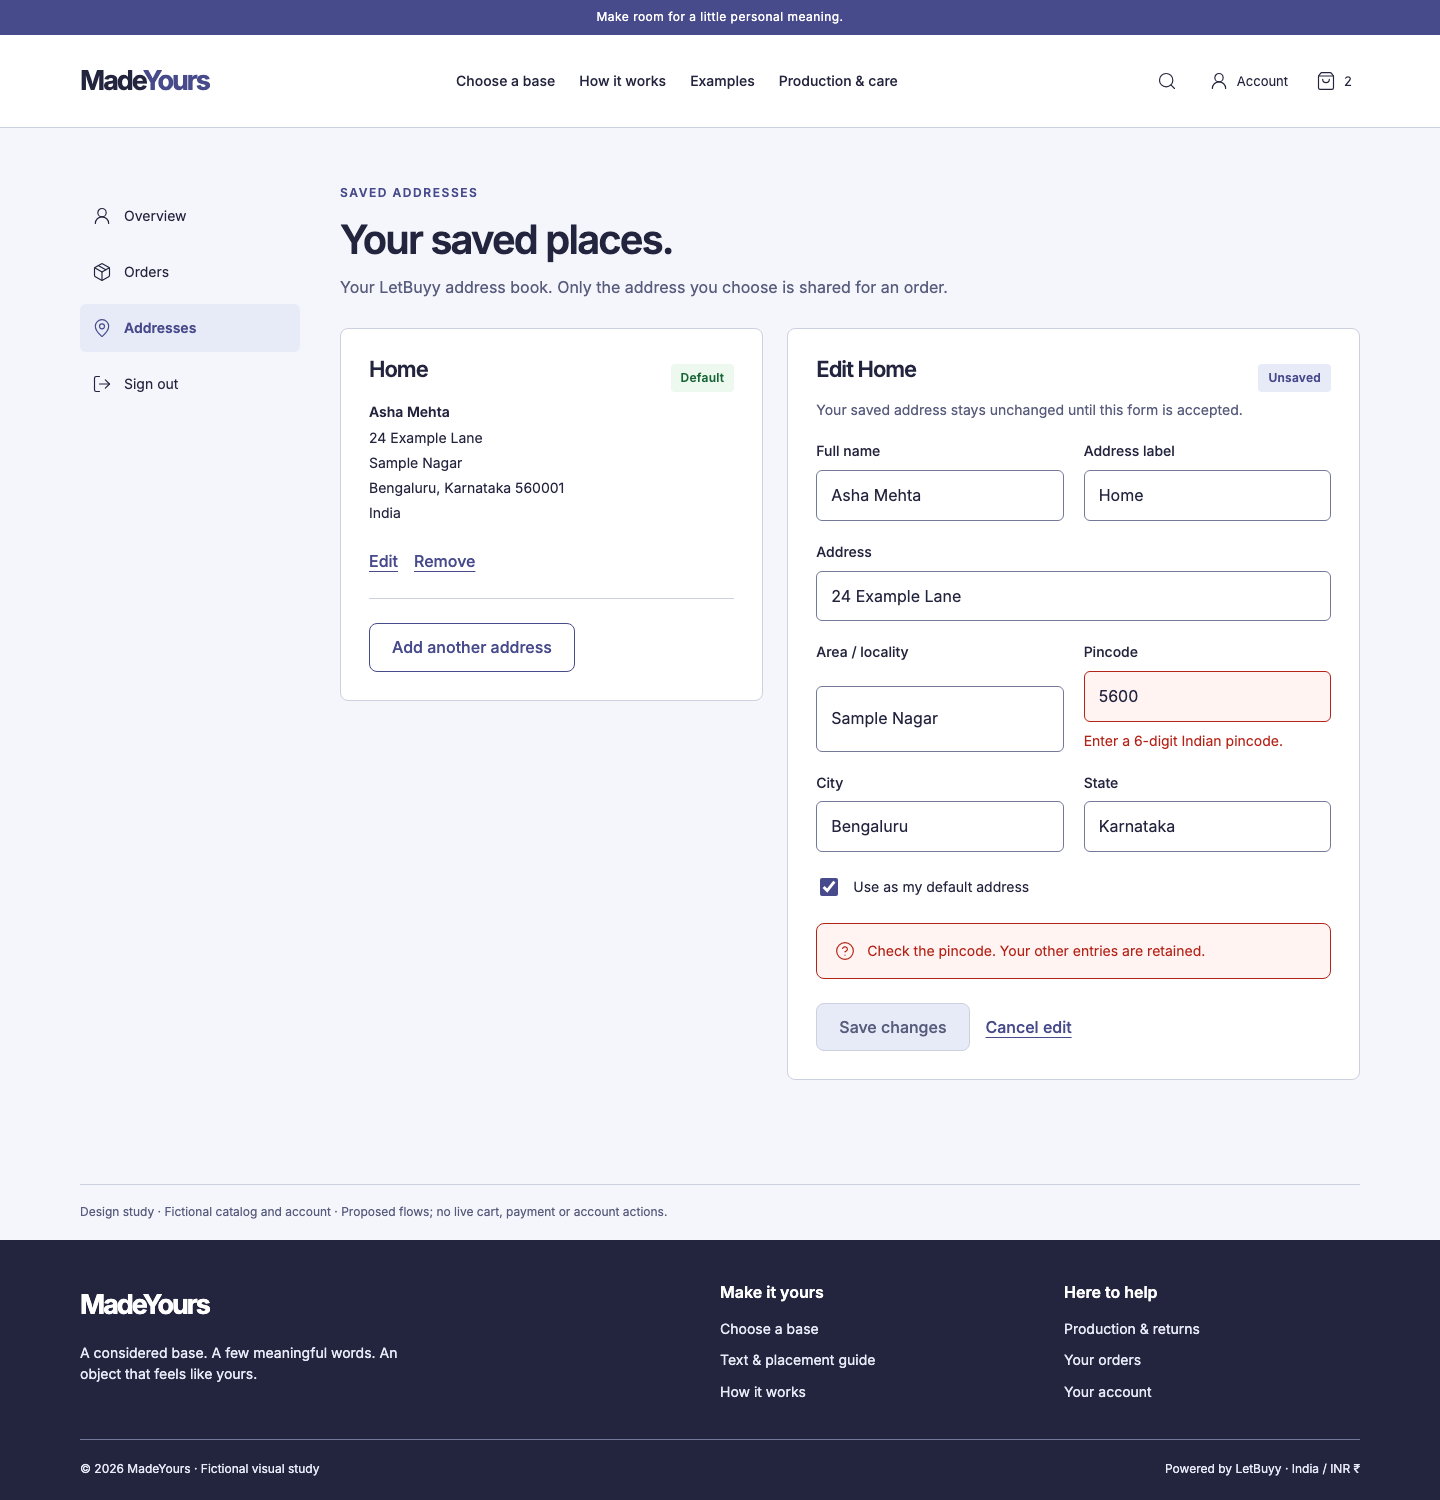 Make room for a little personal meaning.
MadeYours
Choose a base
How it works
Examples
Production & care
Account
2
Overview
Orders
Addresses
Sign out
SAVED ADDRESSES
Your saved places.
Your LetBuyy address book. Only the address you choose is shared for an order.
Home
Default
Asha Mehta
24 Example Lane
Sample Nagar
Bengaluru, Karnataka 560001
India
Edit
Remove
Add another address
Edit Home
Unsaved
Your saved address stays unchanged until this form is accepted.
Full name
Address label
Asha Mehta
Home
Address
24 Example Lane
Area / locality
Pincode
Sample Nagar
5600
Enter a 6-digit Indian pincode.
City
State
Bengaluru
Karnataka
Use as my default address
Check the pincode. Your other entries are retained.
Save changes
Cancel edit
Design study · Fictional catalog and account · Proposed flows; no live cart, payment or account actions.
MadeYours
A considered base. A few meaningful words. An
object that feels like yours.
Make it yours
Choose a base
Text & placement guide
How it works
Here to help
Production & returns
Your orders
Your account
© 2026 MadeYours · Fictional visual study
Powered by LetBuyy · India / INR ₹